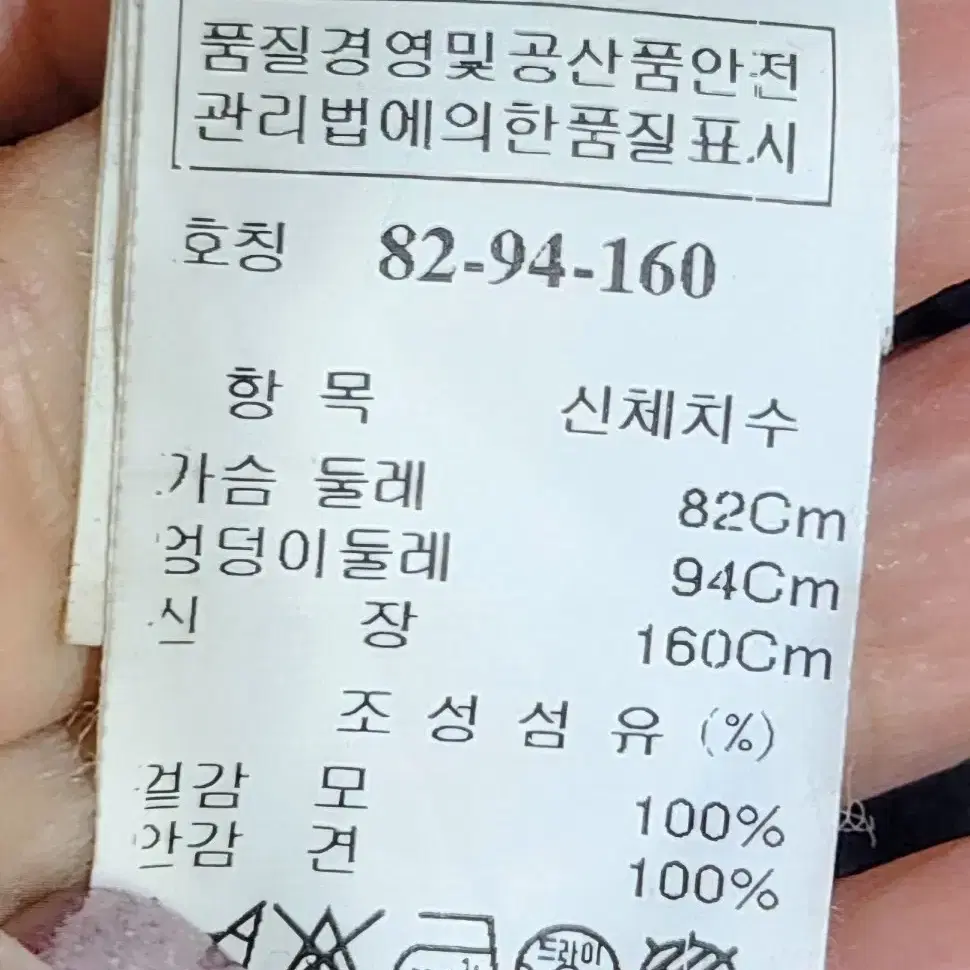 품질경영및공산품안전
관리법에의한품질표시
호칭 82-94-160
항 목 신체치수
가슴 둘레 82Cm
엉덩이둘레 94Cm
신 장 160Cm
조 성 섬 유 (%)
겉감 모 100%
안감 견 100%
드라이